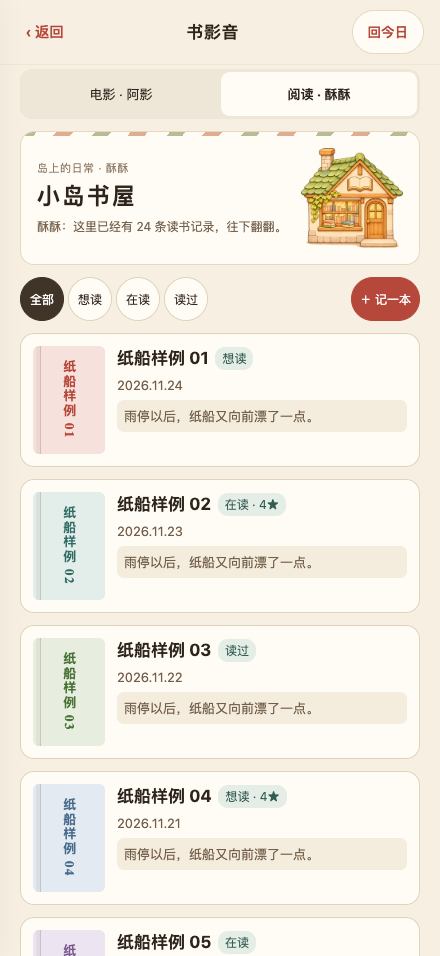 ‹ 返回
书影音
回今日
电影 · 阿影
阅读 · 酥酥
岛上的日常 · 酥酥
小岛书屋
酥酥：这里已经有 24 条读书记录，往下翻翻。
全部
想读
在读
读过
+ 记一本
纸船样例 01
纸船样例 01
想读
2026.11.24
雨停以后，纸船又向前漂了一点。
纸船样例 02
纸船样例 02
在读 · 4★
2026.11.23
雨停以后，纸船又向前漂了一点。
纸船样例 03
纸船样例 03
读过
2026.11.22
雨停以后，纸船又向前漂了一点。
纸船样例 04
纸船样例 04
想读 · 4★
2026.11.21
雨停以后，纸船又向前漂了一点。
纸
纸船样例 05
在读